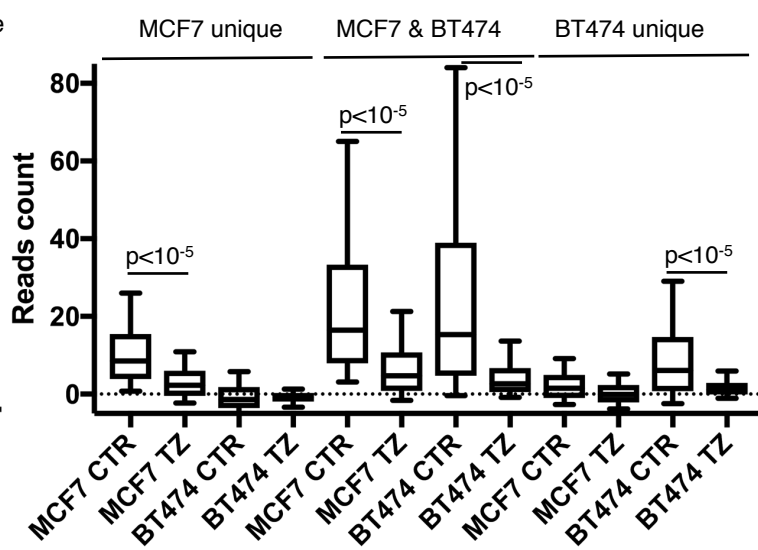 e
MCF7 unique
MCF7 & BT474
BT474 unique
80
60
40
20
0
Reads count
p<10⁻⁵
p<10⁻⁵
p<10⁻⁵
p<10⁻⁵
MCF7 CTR
MCF7 TZ
BT474 CTR
BT474 TZ
MCF7 CTR
MCF7 TZ
BT474 CTR
BT474 TZ
MCF7 CTR
MCF7 TZ
BT474 CTR
BT474 TZ